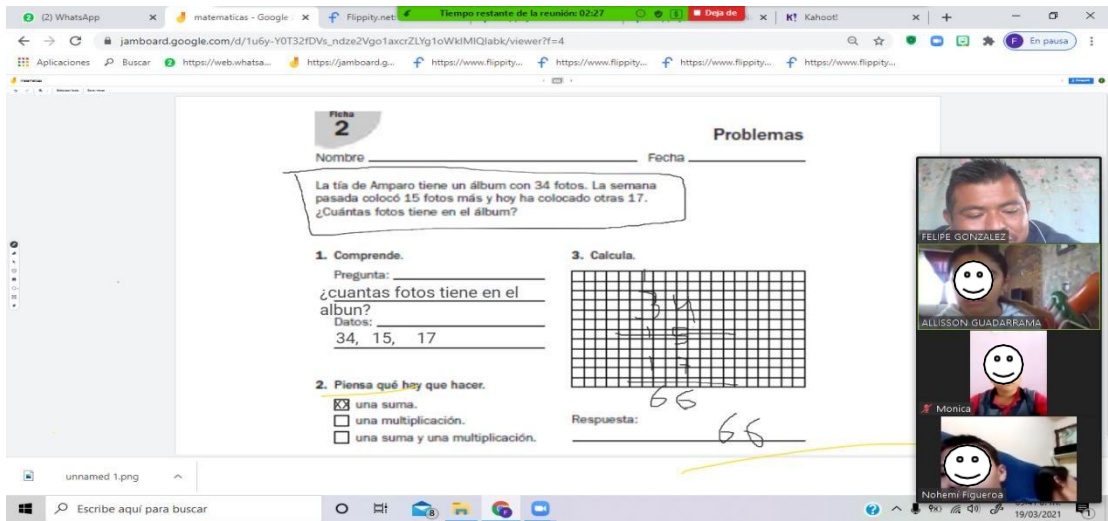 (2) WhatsApp
matematicas - Google
Flippity.net:
Tiempo restante de la reunión: 02:27
Deja de
K! Kahoot!
jamboard.google.com/d/1u6y-Y0T32fDVs_ndze2Vgo1axcrZLYg1oWkIMIQlabk/viewer?f=4
En pausa
Aplicaciones
Buscar
https://web.whatsa...
https://jamboard.g...
https://www.flippity...
https://www.flippity...
https://www.flippity...
https://www.flippity...
Ficha
2
Problemas
Nombre
Fecha
La tía de Amparo tiene un álbum con 34 fotos. La semana
pasada colocó 15 fotos más y hoy ha colocado otras 17.
¿Cuántas fotos tiene en el álbum?
1. Comprende.
Pregunta:
¿cuantas fotos tiene en el
albun?
Datos:
34, 15, 17
2. Piensa qué hay que hacer.
una suma.
una multiplicación.
una suma y una multiplicación.
3. Calcula.
1
34
15
17
66
Respuesta:
66
FELIPE GONZALEZ
ALLISSON GUADARRAMA
Monica
Nohemí Figueroa
unnamed 1.png
Escribe aquí para buscar
19/03/2021